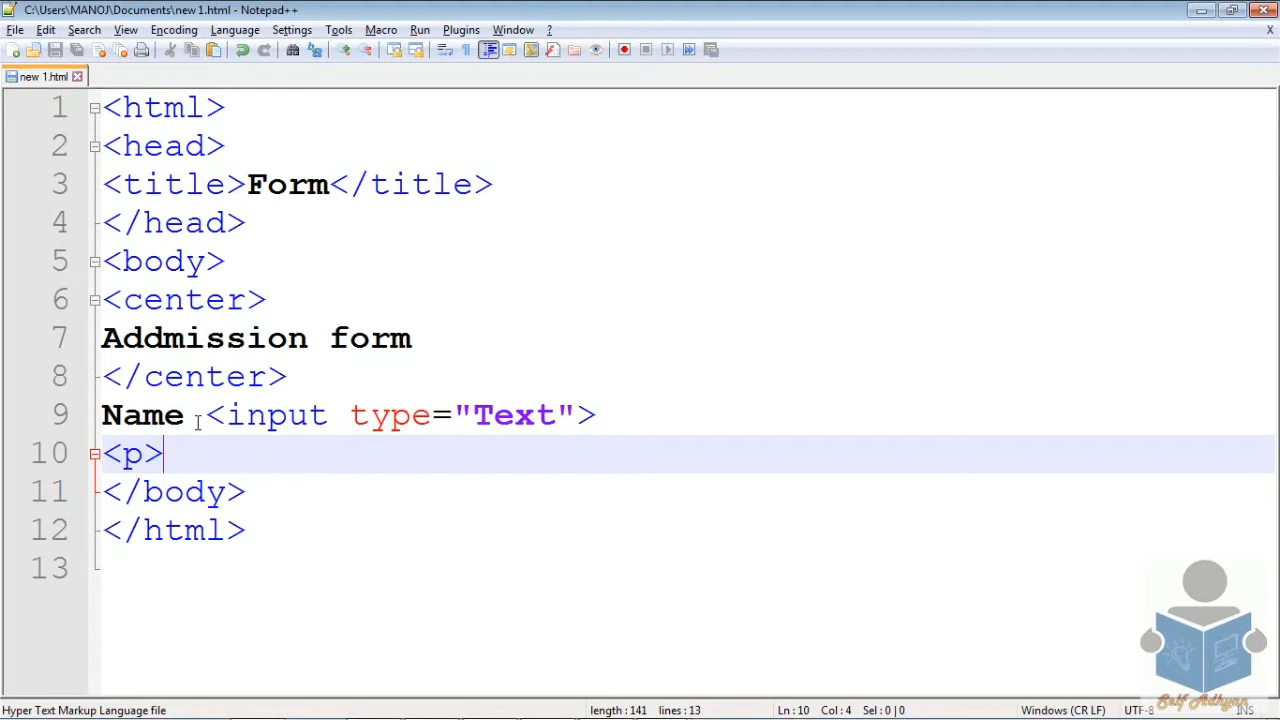 C:\Users\MANOJ\Documents\new 1.html - Notepad++
File Edit Search View Encoding Language Settings Tools Macro Run Plugins Window ? X
new 1.html
1 <html>
2 <head>
3 <title>Form</title>
4 </head>
5 <body>
6 <center>
7 Addmission form
8 </center>
9 Name <input type="Text">
10 <p>
11 </body>
12 </html>
13
Self Adhyan
Hyper Text Markup Language file length : 141 lines : 13 Ln : 10 Col : 4 Sel : 0 | 0 Windows (CR LF) UTF-8 INS